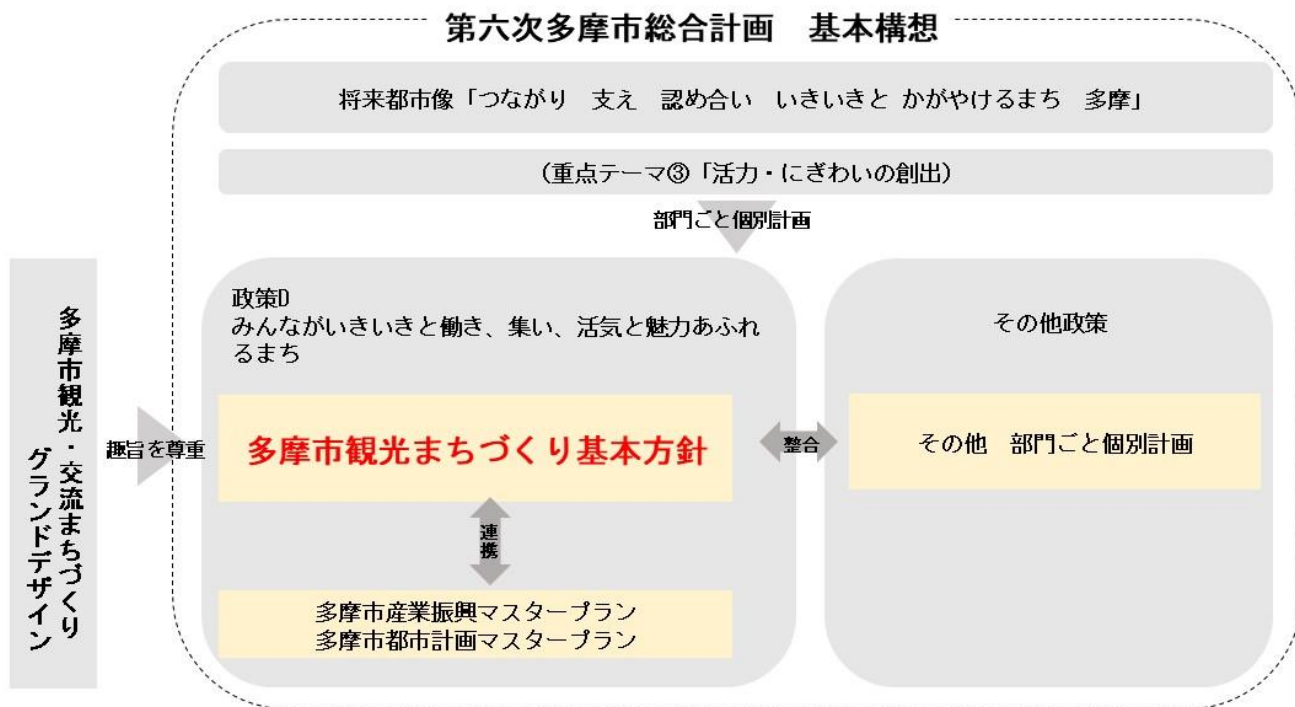 第六次多摩市総合計画　基本構想
将来都市像「つながり　支え　認め合い　いきいきと かがやけるまち　多摩」
（重点テーマ③「活力・にぎわいの創出）
部門ごと個別計画
多摩市観光・交流まちづくり
グランドデザイン
趣旨を尊重
政策D
みんながいきいきと働き、集い、活気と魅力あふれ
るまち
多摩市観光まちづくり基本方針
連携
多摩市産業振興マスタープラン
多摩市都市計画マスタープラン
整合
その他政策
その他　部門ごと個別計画